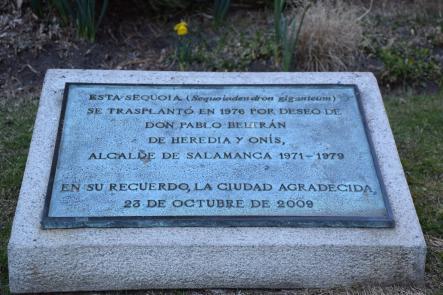 ESTA SEQUOIA (Sequoiadendron giganteum)
SE TRASPLANTÓ EN 1976 POR DESEO DE
DON PABLO BELTRÁN
DE HEREDIA Y ONÍS,
ALCALDE DE SALAMANCA 1971-1979
EN SU RECUERDO, LA CIUDAD AGRADECIDA,
23 DE OCTUBRE DE 2009